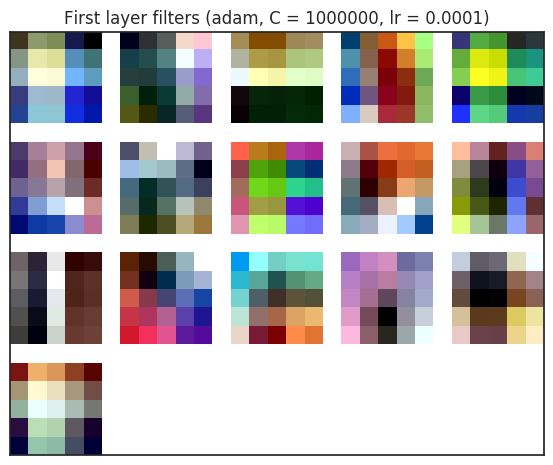 First layer filters (adam, C = 1000000, lr = 0.0001)